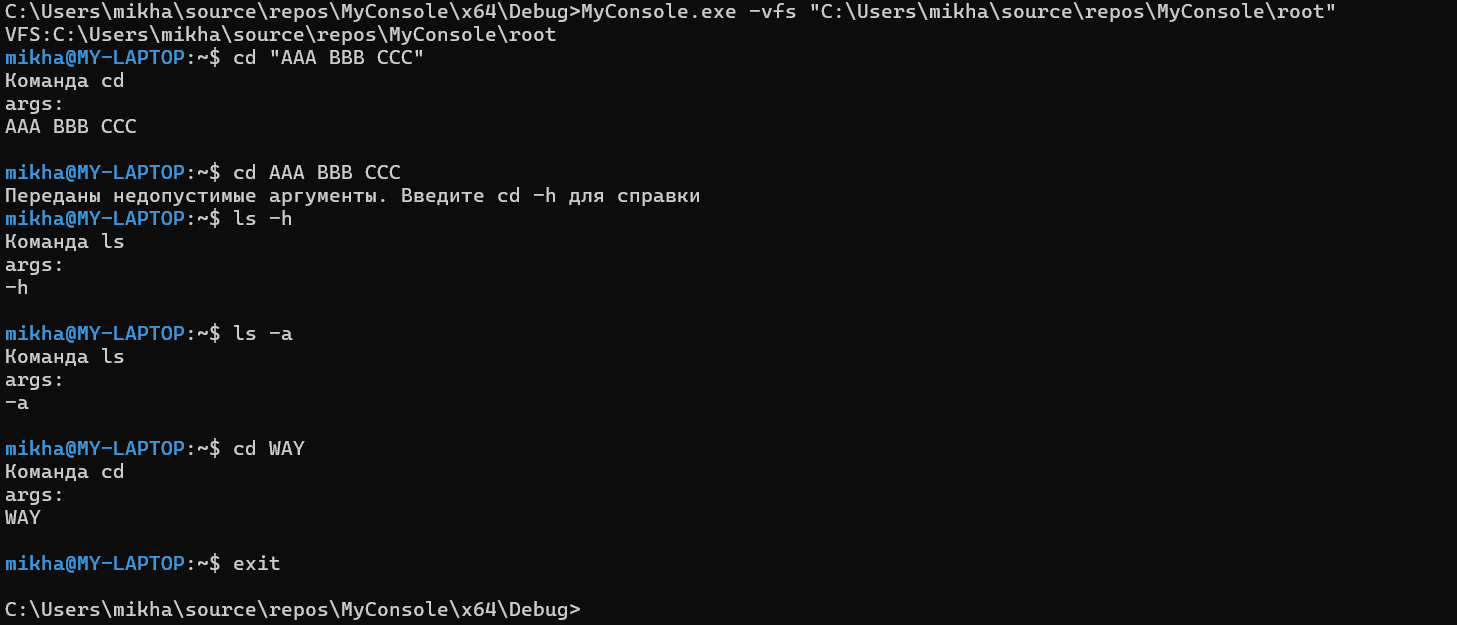 C:\Users\mikha\source\repos\MyConsole\x64\Debug>MyConsole.exe -vfs "C:\Users\mikha\source\repos\MyConsole\root"
VFS:C:\Users\mikha\source\repos\MyConsole\root
mikha@MY-LAPTOP:~$ cd "AAA BBB CCC"
Команда cd
args:
AAA BBB CCC
mikha@MY-LAPTOP:~$ cd AAA BBB CCC
Переданы недопустимые аргументы. Введите cd -h для справки
mikha@MY-LAPTOP:~$ ls -h
Команда ls
args:
-h
mikha@MY-LAPTOP:~$ ls -a
Команда ls
args:
-a
mikha@MY-LAPTOP:~$ cd WAY
Команда cd
args:
WAY
mikha@MY-LAPTOP:~$ exit
C:\Users\mikha\source\repos\MyConsole\x64\Debug>